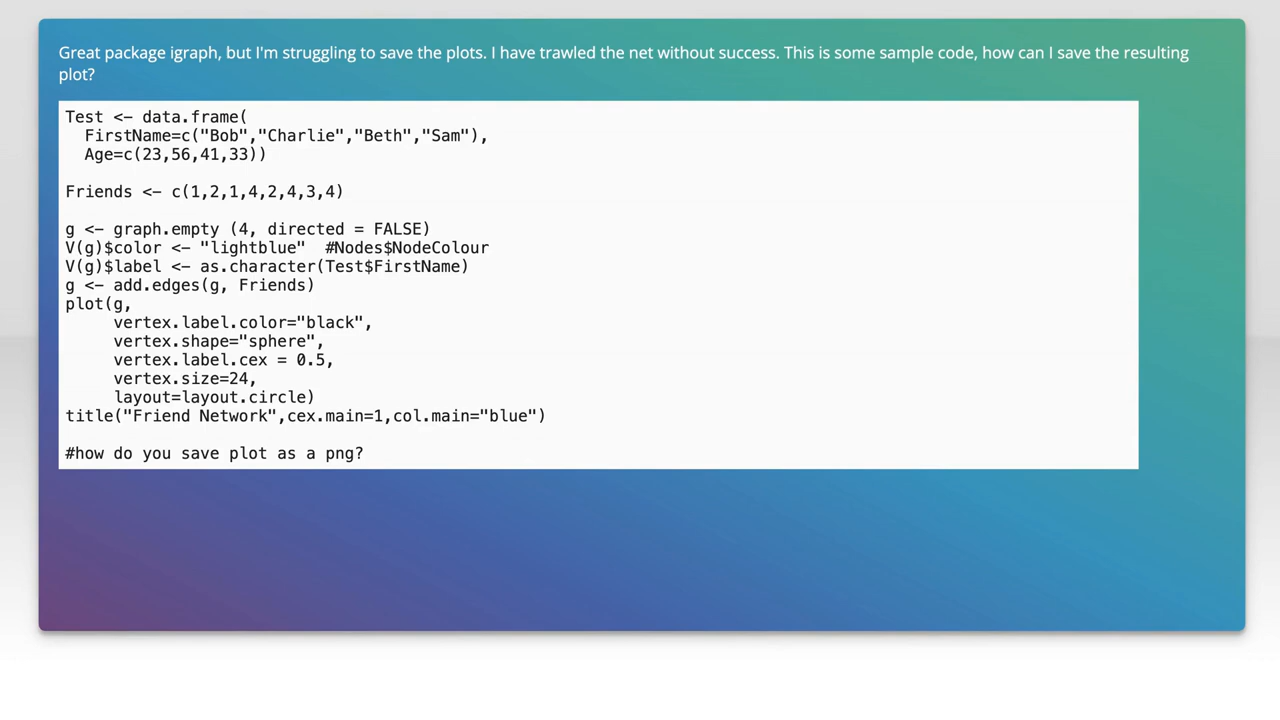 Great package igraph, but I'm struggling to save the plots. I have trawled the net without success. This is some sample code, how can I save the resulting
plot?
Test <- data.frame(
  FirstName=c("Bob","Charlie","Beth","Sam"),
  Age=c(23,56,41,33))
Friends <- c(1,2,1,4,2,4,3,4)
g <- graph.empty (4, directed = FALSE)
V(g)$color <- "lightblue"  #Nodes$NodeColour
V(g)$label <- as.character(Test$FirstName)
g <- add.edges(g, Friends)
plot(g,
     vertex.label.color="black",
     vertex.shape="sphere",
     vertex.label.cex = 0.5,
     vertex.size=24,
     layout=layout.circle)
title("Friend Network",cex.main=1,col.main="blue")
#how do you save plot as a png?